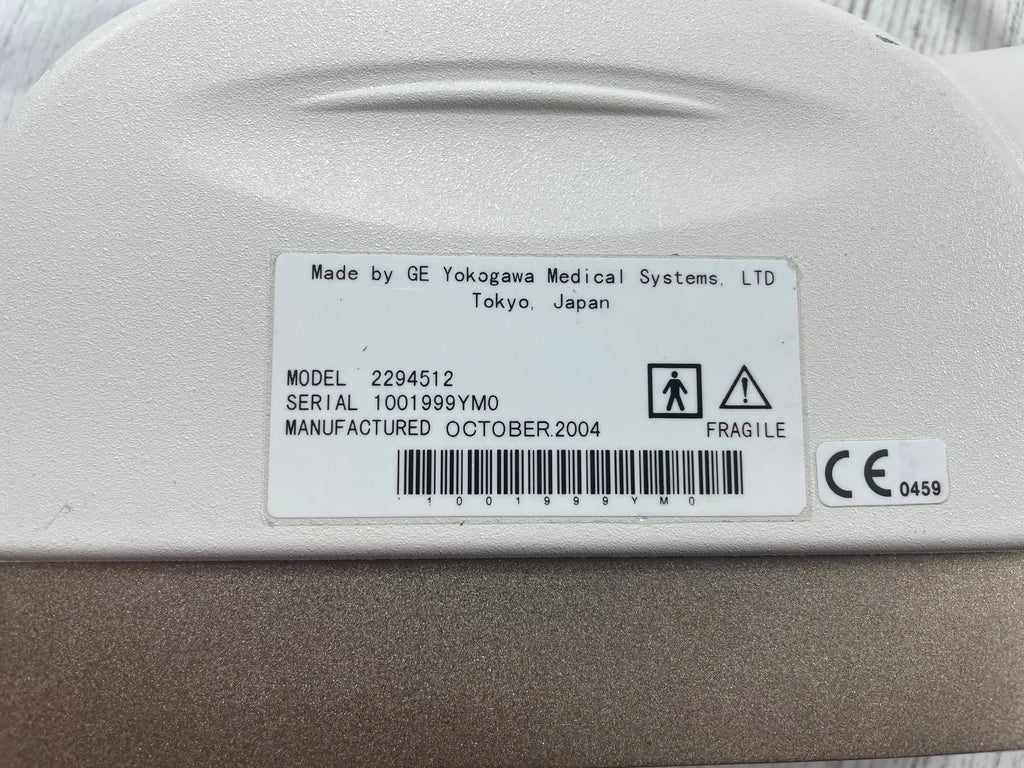 Made by GE Yokogawa Medical Systems, LTD
Tokyo, Japan
MODEL 2294512
SERIAL 1001999YM0
MANUFACTURED OCTOBER.2004
FRAGILE
1001999YM0
CE 0459